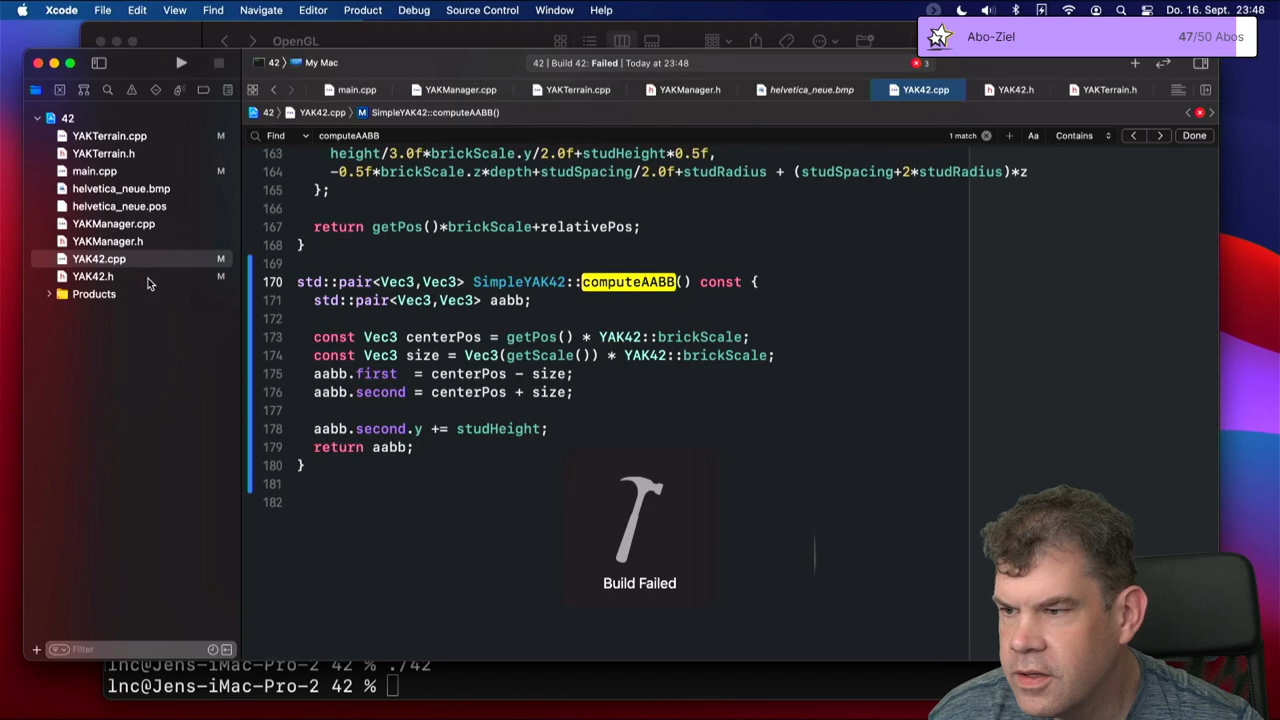 Xcode File Edit View Find Navigate Editor Product Debug Source Control Window Help Do. 16. Sept. 23:48
Abo-Ziel 47/50 Abos
OpenGL
42 My Mac 42 | Build 42: Failed | Today at 23:48 3
main.cpp YAKManager.cpp YAKTerrain.cpp YAKManager.h helvetica_neue.bmp YAK42.cpp YAK42.h YAKTerrain.h
42 YAK42.cpp SimpleYAK42::computeAABB()
Find computeAABB 1 match Aa Contains Done
42
YAKTerrain.cpp M
YAKTerrain.h
main.cpp M
helvetica_neue.bmp
helvetica_neue.pos
YAKManager.cpp
YAKManager.h
YAK42.cpp M
YAK42.h M
Products
Filter
163 height/3.0f*brickScale.y/2.0f+studHeight*0.5f,
164 -0.5f*brickScale.z*depth+studSpacing/2.0f+studRadius + (studSpacing+2*studRadius)*z
165 };
166
167 return getPos()*brickScale+relativePos;
168 }
169
170 std::pair<Vec3,Vec3> SimpleYAK42::computeAABB() const {
171 std::pair<Vec3,Vec3> aabb;
172
173 const Vec3 centerPos = getPos() * YAK42::brickScale;
174 const Vec3 size = Vec3(getScale()) * YAK42::brickScale;
175 aabb.first = centerPos - size;
176 aabb.second = centerPos + size;
177
178 aabb.second.y += studHeight;
179 return aabb;
180 }
181
182
Build Failed
lnc@Jens-iMac-Pro-2 42 % ./42
lnc@Jens-iMac-Pro-2 42 %